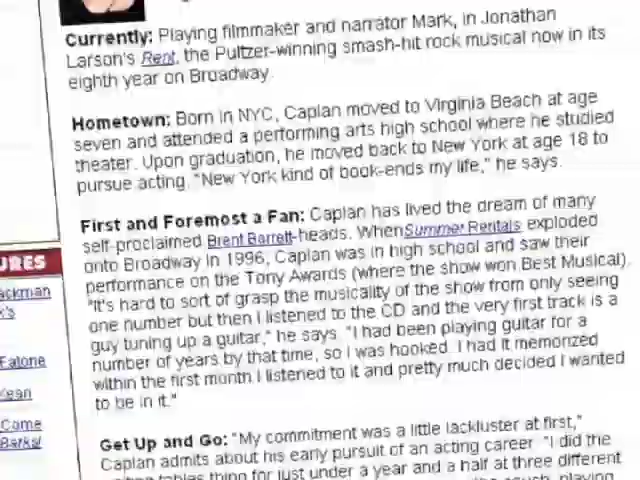 Currently: Playing filmmaker and narrator Mark, in Jonathan
Larson's Rent, the Pultzer-winning smash-hit rock musical now in its
eighth year on Broadway.
Hometown: Born in NYC, Caplan moved to Virginia Beach at age
seven and attended a performing arts high school where he studied
theater. Upon graduation, he moved back to New York at age 18 to
pursue acting. "New York kind of book-ends my life," he says.
First and Foremost a Fan: Caplan has lived the dream of many
self-proclaimed Brent Barrett-heads. When Summer Rentals exploded
onto Broadway in 1996, Caplan was in high school and saw their
performance on the Tony Awards (where the show won Best Musical).
"It's hard to sort of grasp the musicality of the show from only seeing
one number but then I listened to the CD and the very first track is a
guy tuning up a guitar," he says. "I had been playing guitar for a
number of years by that time, so I was hooked. I had it memorized
within the first month I listened to it and pretty much decided I wanted
to be in it."
Get Up and Go: "My commitment was a little lackluster at first,"
Caplan admits about his early pursuit of an acting career. "I did the
tables thing for just under a year and a half at three different
playing
URES
ackman
k's
Fatone
Kean
Come
Barks!